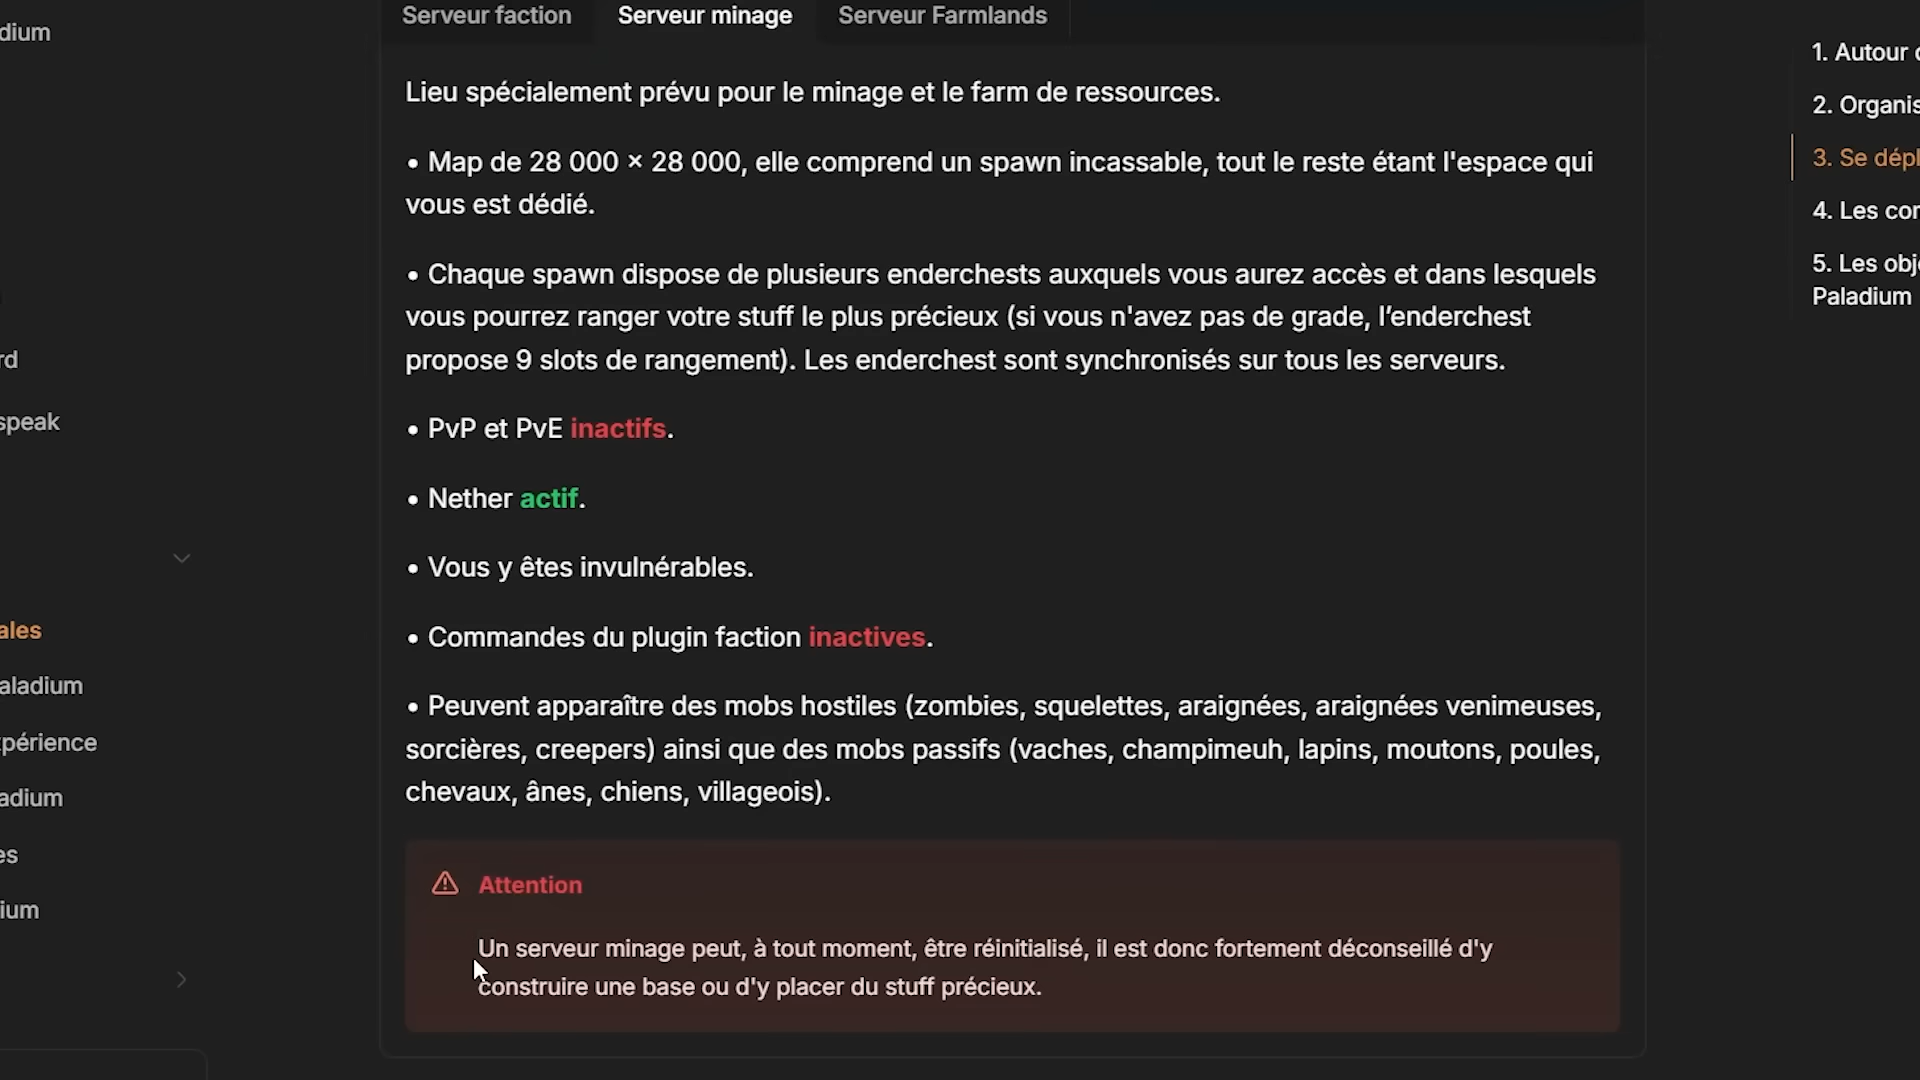 Serveur faction
Serveur minage
Serveur Farmlands
Lieu spécialement prévu pour le minage et le farm de ressources.
• Map de 28 000 × 28 000, elle comprend un spawn incassable, tout le reste étant l'espace qui
vous est dédié.
• Chaque spawn dispose de plusieurs enderchests auxquels vous aurez accès et dans lesquels
vous pourrez ranger votre stuff le plus précieux (si vous n'avez pas de grade, l’enderchest
propose 9 slots de rangement). Les enderchest sont synchronisés sur tous les serveurs.
• PvP et PvE inactifs.
• Nether actif.
• Vous y êtes invulnérables.
• Commandes du plugin faction inactives.
• Peuvent apparaître des mobs hostiles (zombies, squelettes, araignées, araignées venimeuses,
sorcières, creepers) ainsi que des mobs passifs (vaches, champimeuh, lapins, moutons, poules,
chevaux, ânes, chiens, villageois).
Attention
Un serveur minage peut, à tout moment, être réinitialisé, il est donc fortement déconseillé d'y
construire une base ou d'y placer du stuff précieux.
dium
rd
speak
ales
aladium
périence
adium
es
ium
1. Autour
2. Organis
3. Se dépl
4. Les cor
5. Les obj
Paladium